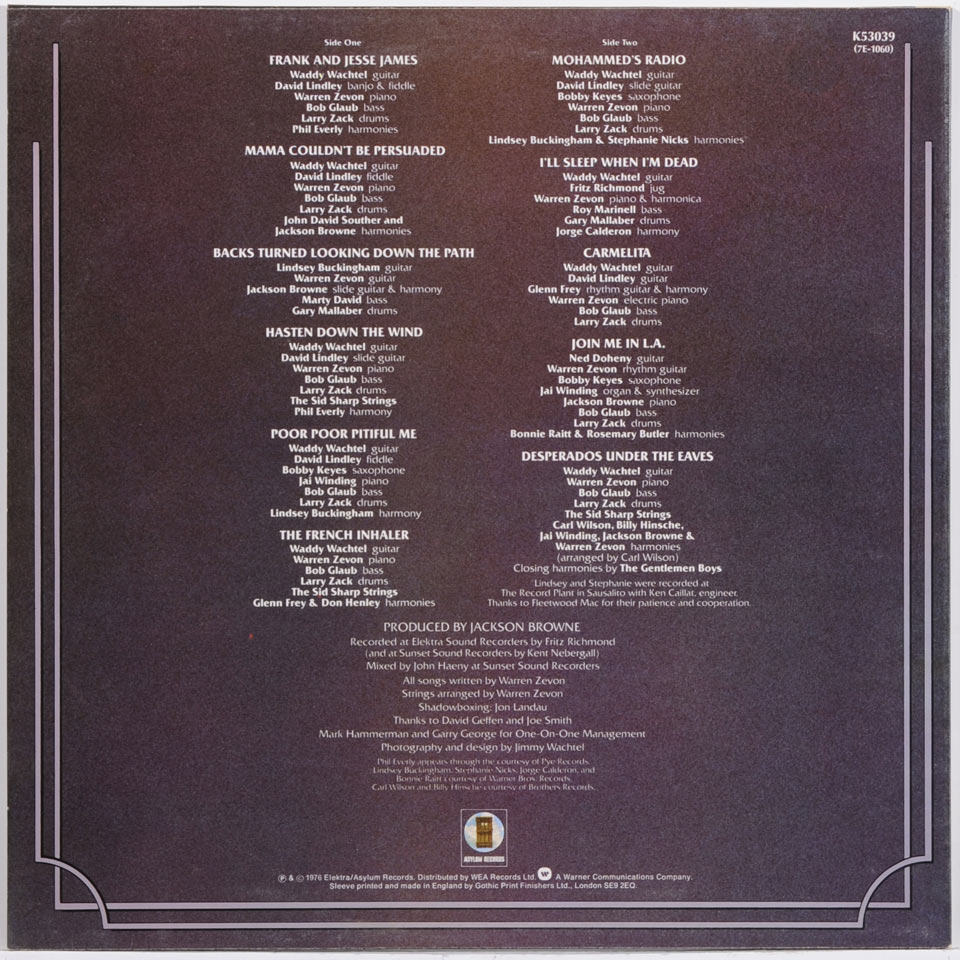 K53039
(7E-1060)
Side One
FRANK AND JESSE JAMES
Waddy Wachtel guitar
David Lindley banjo & fiddle
Warren Zevon piano
Bob Glaub bass
Larry Zack drums
Phil Everly harmonies
MAMA COULDN'T BE PERSUADED
Waddy Wachtel guitar
David Lindley fiddle
Warren Zevon piano
Bob Glaub bass
Larry Zack drums
John David Souther and
Jackson Browne harmonies
BACKS TURNED LOOKING DOWN THE PATH
Lindsey Buckingham guitar
Warren Zevon guitar
Jackson Browne slide guitar & harmony
Marty David bass
Gary Mallaber drums
HASTEN DOWN THE WIND
Waddy Wachtel guitar
David Lindley slide guitar
Warren Zevon piano
Bob Glaub bass
Larry Zack drums
The Sid Sharp Strings
Phil Everly harmony
POOR POOR PITIFUL ME
Waddy Wachtel guitar
David Lindley fiddle
Bobby Keyes saxophone
Jai Winding piano
Bob Glaub bass
Larry Zack drums
Lindsey Buckingham harmony
THE FRENCH INHALER
Waddy Wachtel guitar
Warren Zevon piano
Bob Glaub bass
Larry Zack drums
The Sid Sharp Strings
Glenn Frey & Don Henley harmonies
Side Two
MOHAMMED'S RADIO
Waddy Wachtel guitar
David Lindley slide guitar
Bobby Keyes saxophone
Warren Zevon piano
Bob Glaub bass
Larry Zack drums
Lindsey Buckingham & Stephanie Nicks harmonies
I'LL SLEEP WHEN I'M DEAD
Waddy Wachtel guitar
Fritz Richmond jug
Warren Zevon piano & harmonica
Roy Marinell bass
Gary Mallaber drums
Jorge Calderon harmony
CARMELITA
Waddy Wachtel guitar
David Lindley guitar
Glenn Frey rhythm guitar & harmony
Warren Zevon electric piano
Bob Glaub bass
Larry Zack drums
JOIN ME IN L.A.
Ned Doheny guitar
Warren Zevon rhythm guitar
Bobby Keyes saxophone
Jai Winding organ & synthesizer
Jackson Browne piano
Bob Glaub bass
Larry Zack drums
Bonnie Raitt & Rosemary Butler harmonies
DESPERADOS UNDER THE EAVES
Waddy Wachtel guitar
Warren Zevon piano
Bob Glaub bass
Larry Zack drums
The Sid Sharp Strings
Carl Wilson, Billy Hinsche,
Jai Winding, Jackson Browne &
Warren Zevon harmonies
(arranged by Carl Wilson)
Closing harmonies by The Gentlemen Boys
Lindsey and Stephanie were recorded at
The Record Plant in Sausalito with Ken Caillat, engineer.
Thanks to Fleetwood Mac for their patience and cooperation.
PRODUCED BY JACKSON BROWNE
Recorded at Elektra Sound Recorders by Fritz Richmond
(and at Sunset Sound Recorders by Kent Nebergall)
Mixed by John Haeny at Sunset Sound Recorders
All songs written by Warren Zevon
Strings arranged by Warren Zevon
Shadowboxing: Jon Landau
Thanks to David Geffen and Joe Smith
Mark Hammerman and Garry George for One-On-One Management
Photography and design by Jimmy Wachtel
Phil Everly appears through the courtesy of Pye Records.
Lindsey Buckingham, Stephanie Nicks, Jorge Calderon, and
Bonnie Raitt courtesy of Warner Bros. Records.
Carl Wilson and Billy Hinsche courtesy of Brothers Records.
ASYLUM RECORDS
℗ & © 1976 Elektra/Asylum Records. Distributed by WEA Records Ltd. W A Warner Communications Company.
Sleeve printed and made in England by Gothic Print Finishers Ltd., London SE9 2EQ.